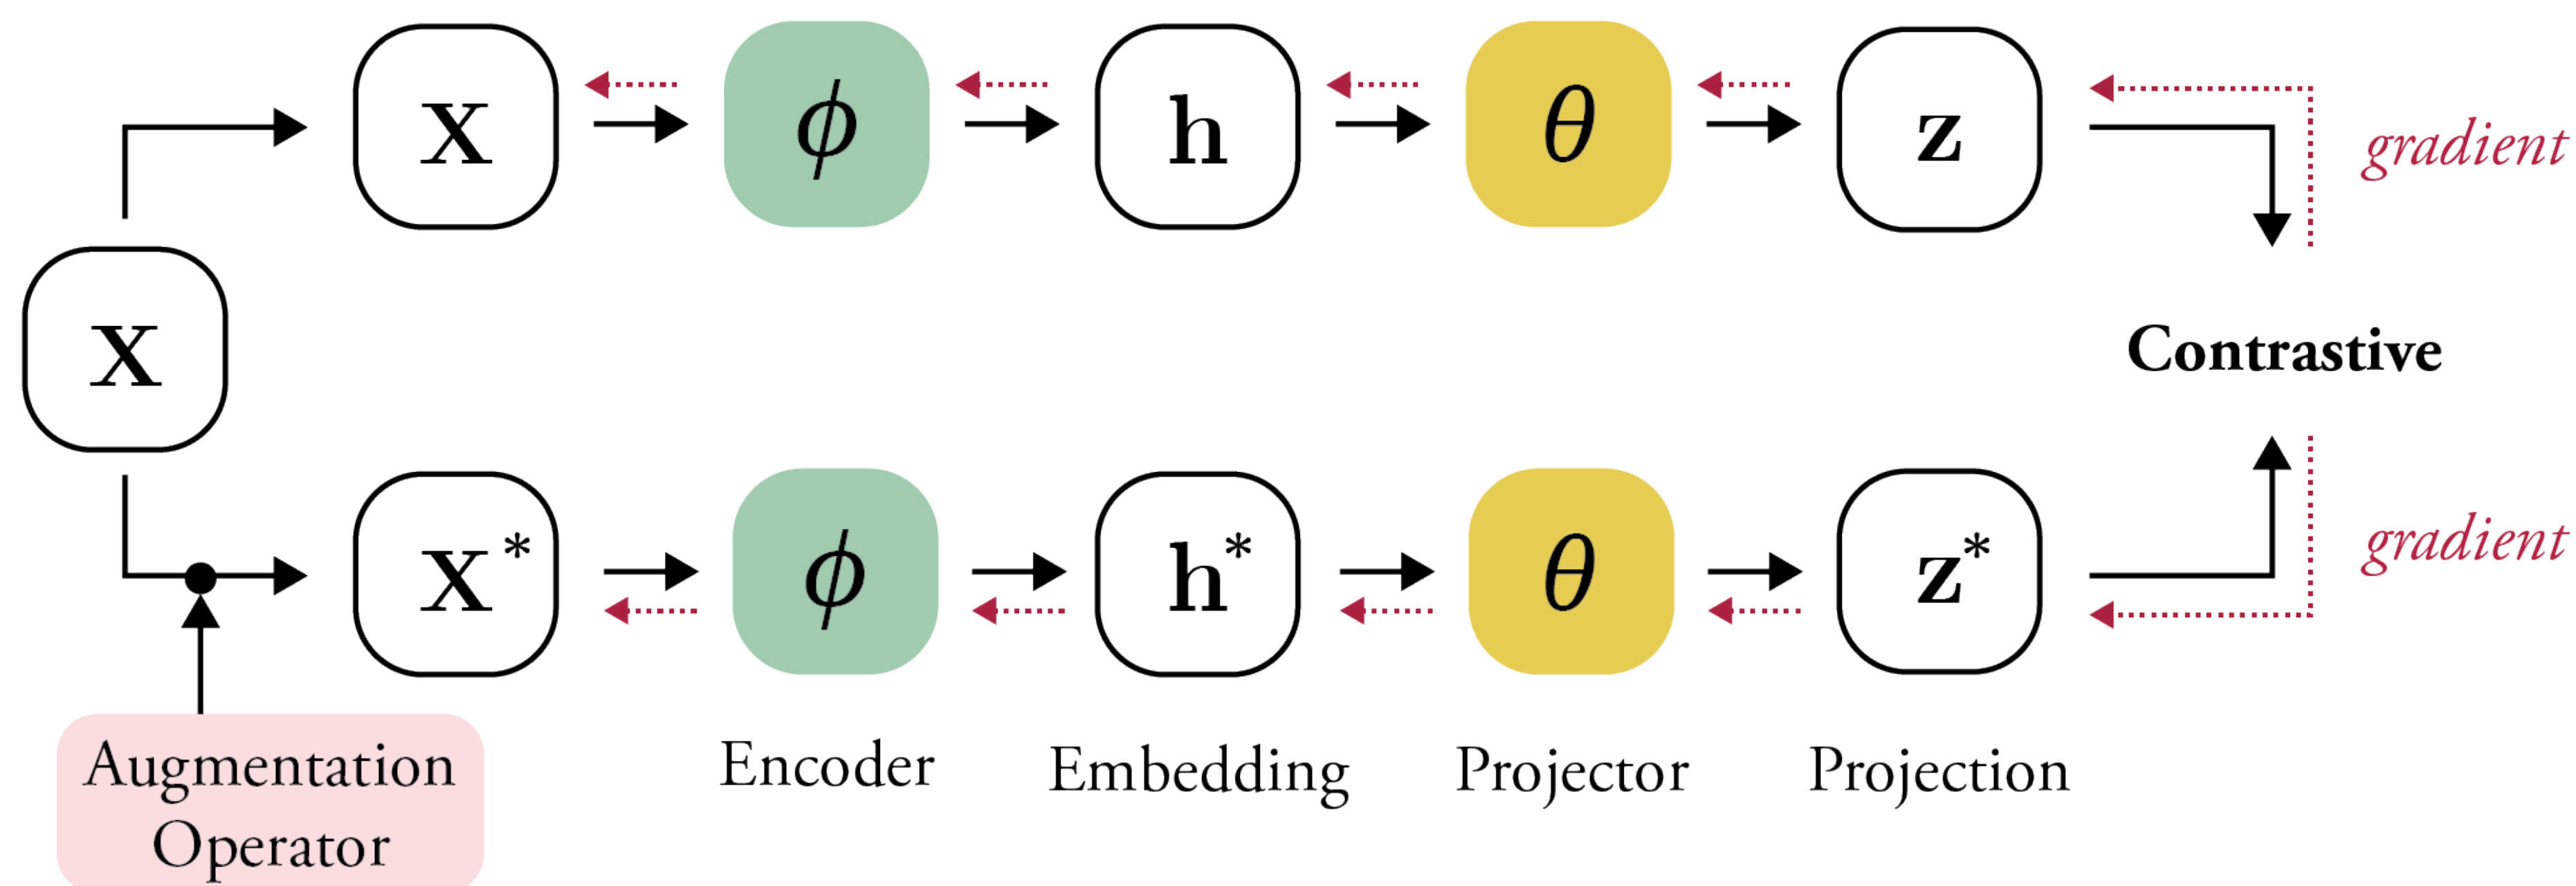 x ϕ h θ z
gradient
x
Contrastive
x* ϕ h* θ z*
gradient
Augmentation
Operator
Encoder
Embedding
Projector
Projection